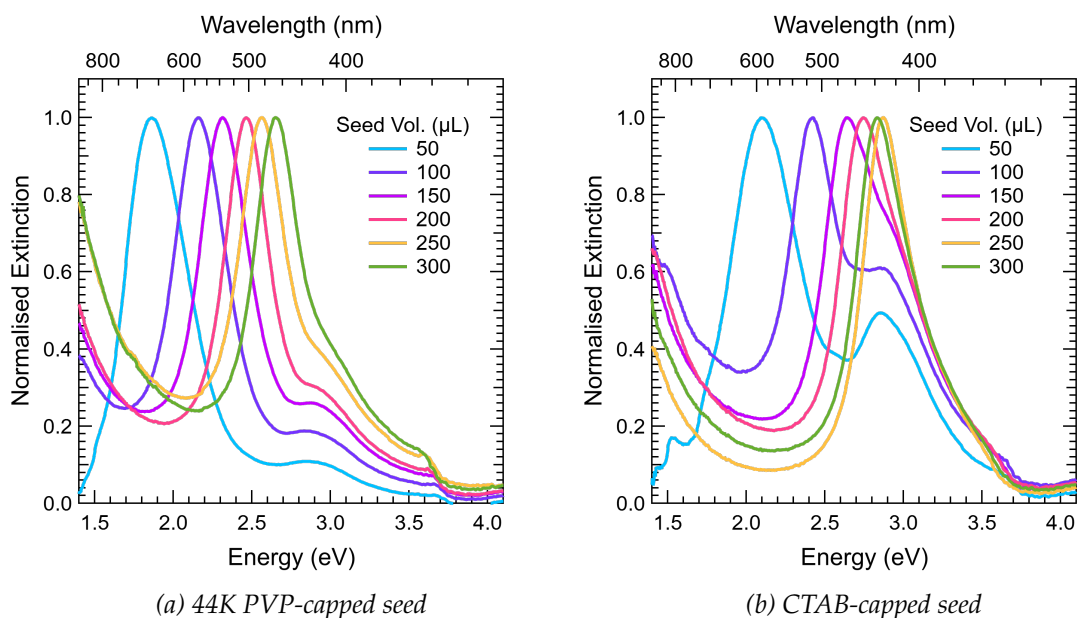 Wavelength (nm)
800 600 500 400
Normalised Extinction
1.0
0.8
0.6
0.4
0.2
0.0
Seed Vol. (µL)
50
100
150
200
250
300
1.5 2.0 2.5 3.0 3.5 4.0
Energy (eV)
(a) 44K PVP-capped seed
Wavelength (nm)
800 600 500 400
Normalised Extinction
1.0
0.8
0.6
0.4
0.2
0.0
Seed Vol. (µL)
50
100
150
200
250
300
1.5 2.0 2.5 3.0 3.5 4.0
Energy (eV)
(b) CTAB-capped seed